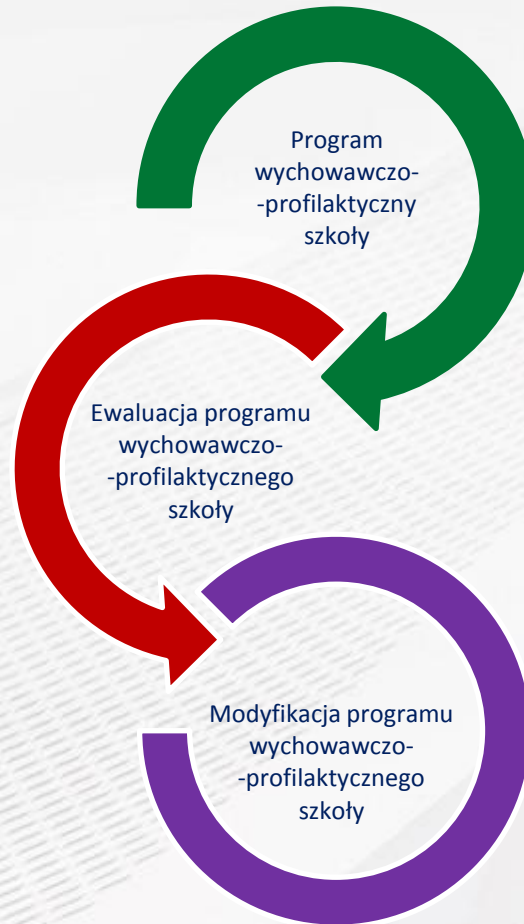 Program
wychowawczo-
-profilaktyczny
szkoły
Ewaluacja programu
wychowawczo-
-profilaktycznego
szkoły
Modyfikacja programu
wychowawczo-
-profilaktycznego
szkoły